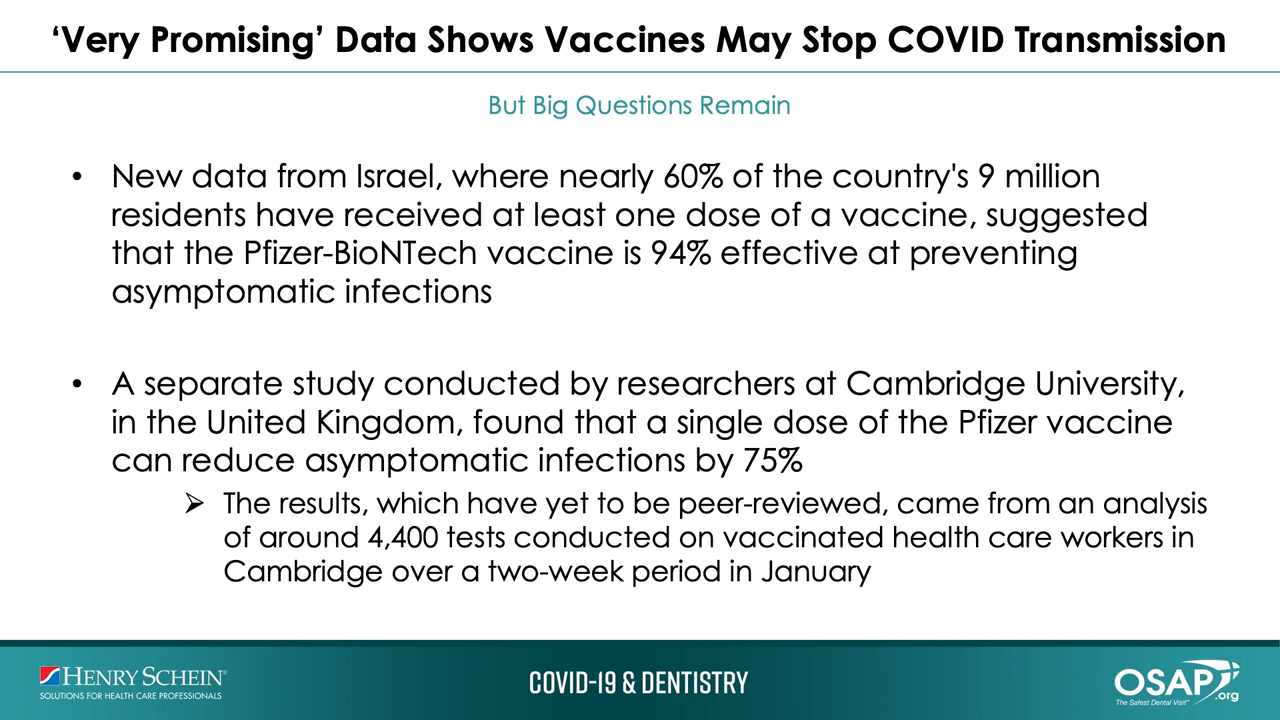 ‘Very Promising’ Data Shows Vaccines May Stop COVID Transmission
But Big Questions Remain
• New data from Israel, where nearly 60% of the country's 9 million
residents have received at least one dose of a vaccine, suggested
that the Pfizer-BioNTech vaccine is 94% effective at preventing
asymptomatic infections
• A separate study conducted by researchers at Cambridge University,
in the United Kingdom, found that a single dose of the Pfizer vaccine
can reduce asymptomatic infections by 75%
➢ The results, which have yet to be peer-reviewed, came from an analysis
of around 4,400 tests conducted on vaccinated health care workers in
Cambridge over a two-week period in January
HENRY SCHEIN®
SOLUTIONS FOR HEALTH CARE PROFESSIONALS
COVID-19 & DENTISTRY
OSAP.org
The Safest Dental Visit™